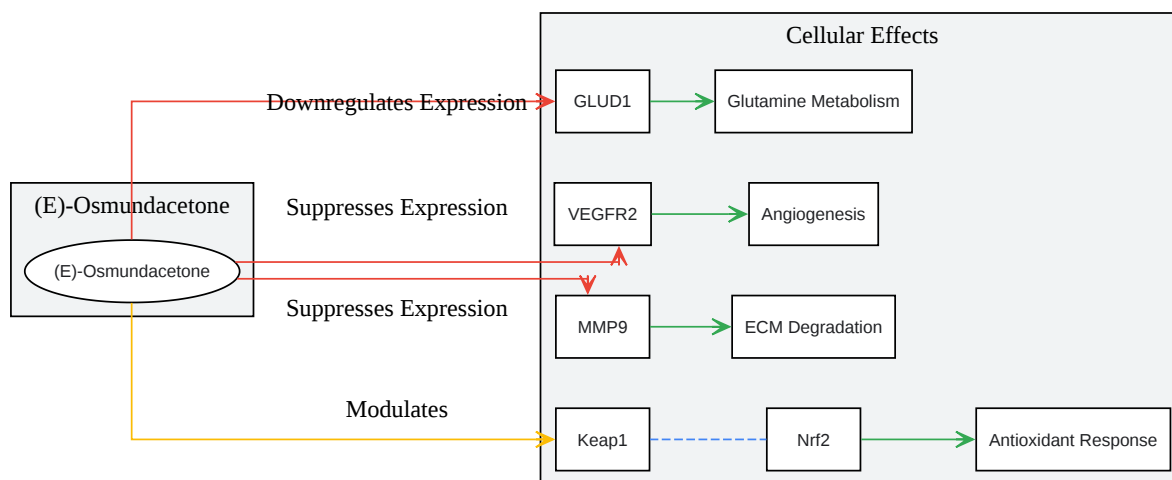 Cellular Effects
Downregulates Expression
GLUD1
Glutamine Metabolism
(E)-Osmundacetone
Suppresses Expression
VEGFR2
Angiogenesis
(E)-Osmundacetone
Suppresses Expression
MMP9
ECM Degradation
Modulates
Keap1
Nrf2
Antioxidant Response